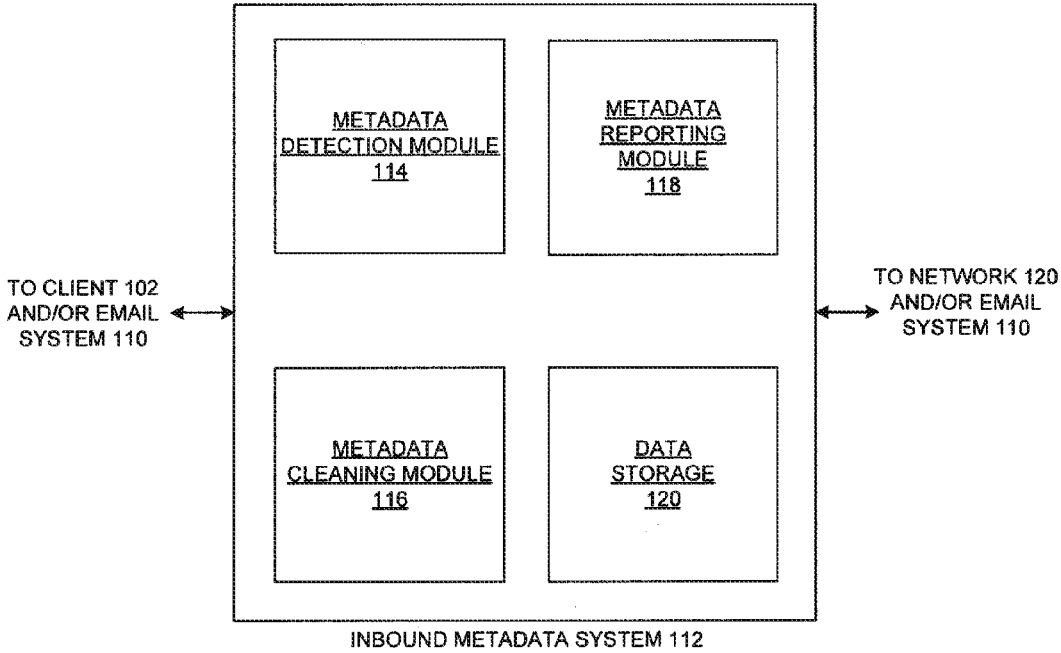 METADATA
DETECTION MODULE
114
METADATA
REPORTING
MODULE
118
TO CLIENT 102
AND/OR EMAIL
SYSTEM 110
TO NETWORK 120
AND/OR EMAIL
SYSTEM 110
METADATA
CLEANING MODULE
116
DATA
STORAGE
120
INBOUND METADATA SYSTEM 112